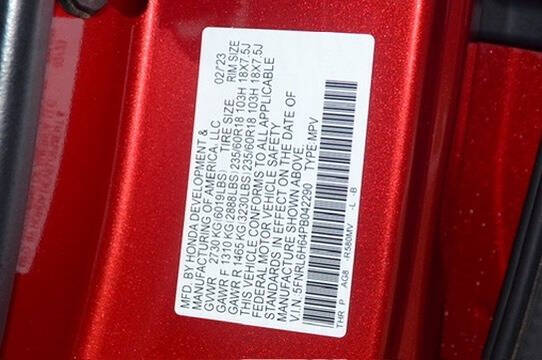 MFD. BY HONDA DEVELOPMENT &
MANUFACTURING OF AMERICA, LLC 02/23
GVWR 2730 KG(6019LBS) TIRE SIZE RIM SIZE
GAWR F 1310 KG(2888LBS) 235/60R18 103H 18X7.5J
GAWR R 1465 KG(3230LBS) 235/60R18 103H 18X7.5J
THIS VEHICLE CONFORMS TO ALL APPLICABLE
FEDERAL MOTOR VEHICLE SAFETY
STANDARDS IN EFFECT ON THE DATE OF
MANUFACTURE SHOWN ABOVE.
V.I.N. 5FNRL6H64PB042290 TYPE:MPV
THR P AG8 -R580MV -L -B